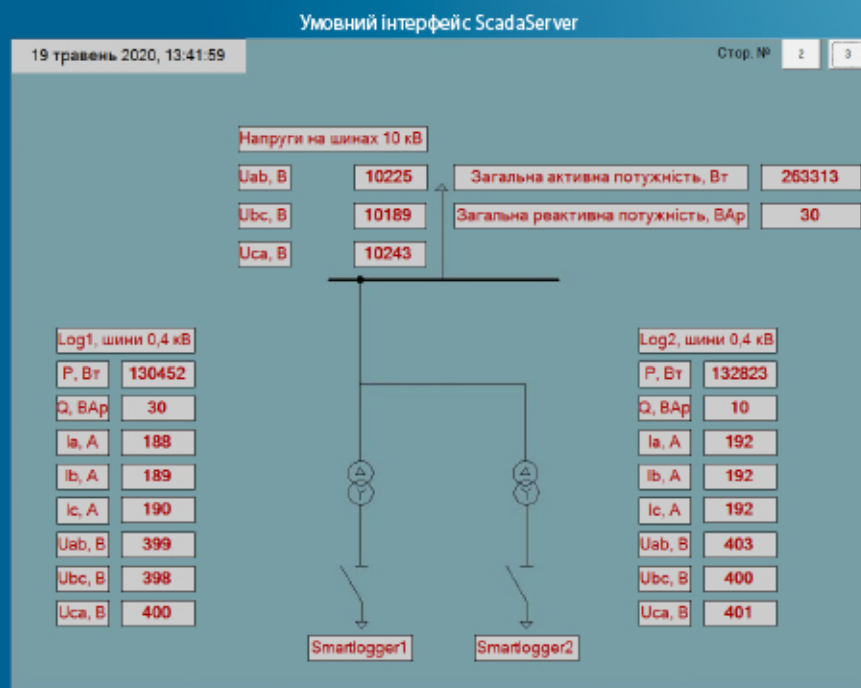 Умовний інтерфейс ScadaServer
19 травень 2020, 13:41:59
Стор. № 2 3
Напруги на шинах 10 кВ
Uab, В 10225 Загальна активна потужність, Вт 263313
Ubc, В 10189 Загальна реактивна потужність, ВАр 30
Uca, В 10243
Log1, шини 0,4 кВ
P, Вт 130452
Q, ВАр 30
Ia, А 188
Ib, А 189
Ic, А 190
Uab, В 399
Ubc, В 398
Uca, В 400
Log2, шини 0,4 кВ
P, Вт 132823
Q, ВАр 10
Ia, А 192
Ib, А 192
Ic, А 192
Uab, В 403
Ubc, В 400
Uca, В 401
Smartlogger1
Smartlogger2